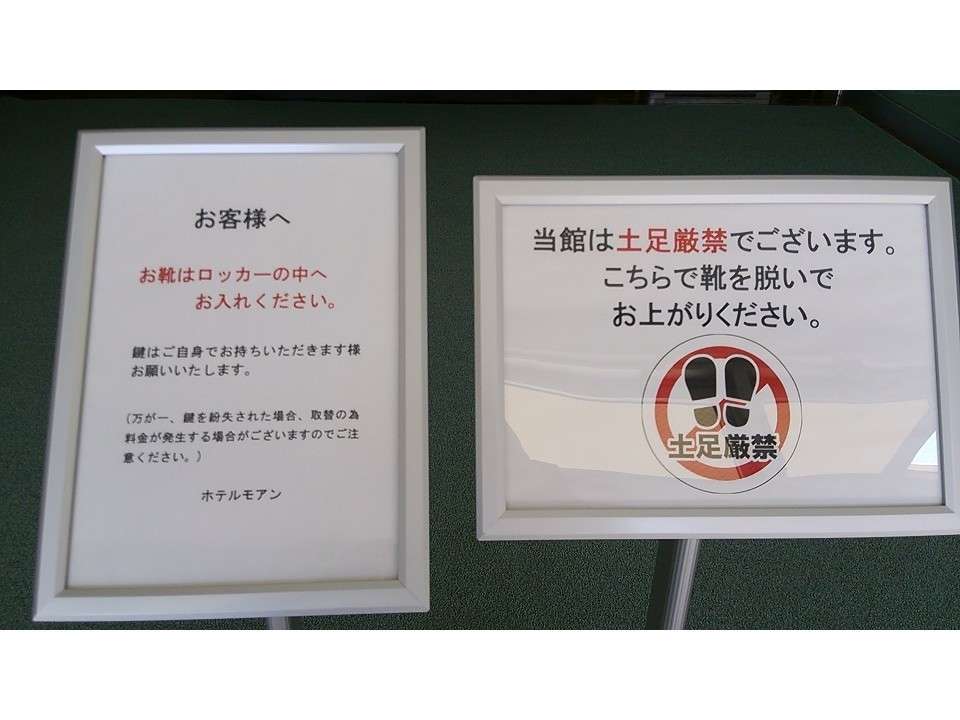 お客様へ
お靴はロッカーの中へ
お入れください。
鍵はご自身でお持ちいただきます様
お願いいたします。
(万が一、鍵を紛失された場合、取替の為
料金が発生する場合がございますのでご注
意ください。)
ホテルモアン
当館は土足厳禁でございます。
こちらで靴を脱いで
お上がりください。
土足厳禁